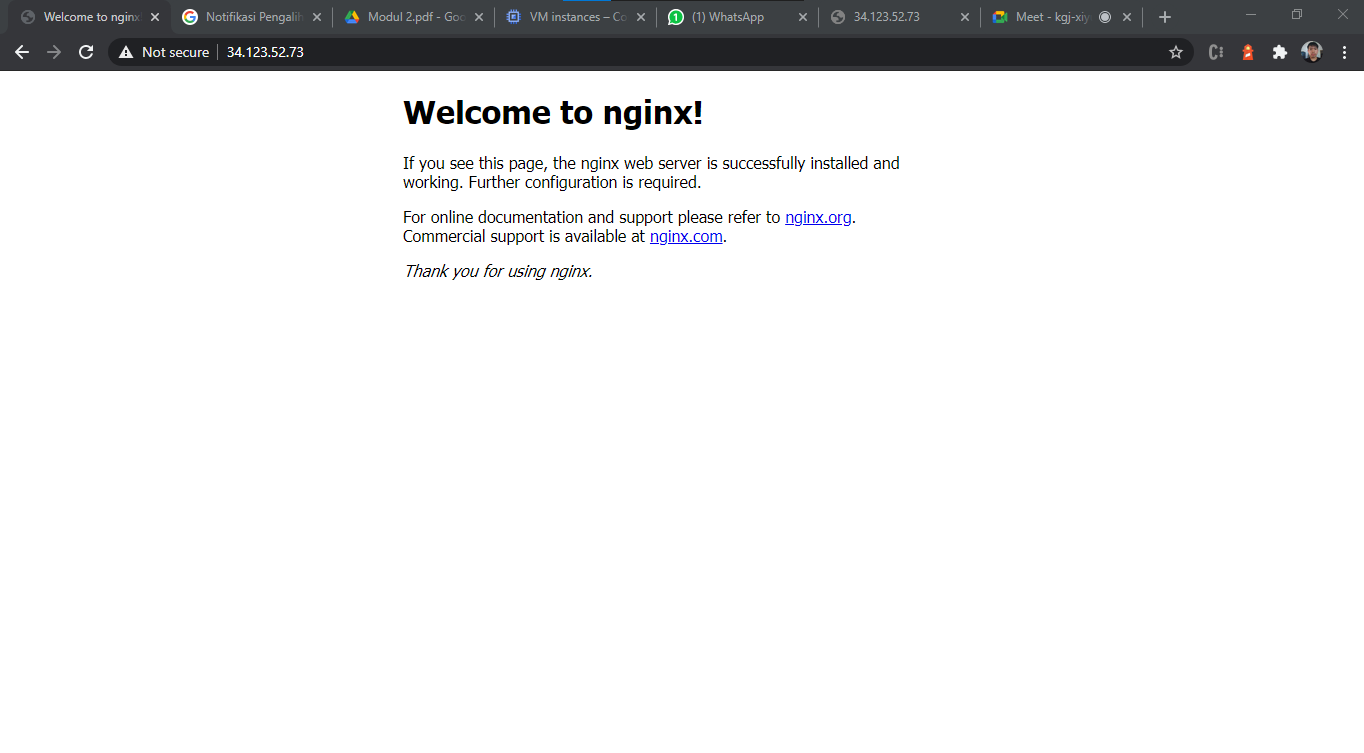 Welcome to nginx
Notifikasi Pengalih
Modul 2.pdf - Goo
VM instances – Co
(1) WhatsApp
34.123.52.73
Meet - kgj-xiy
Not secure
34.123.52.73
Welcome to nginx!
If you see this page, the nginx web server is successfully installed and
working. Further configuration is required.
For online documentation and support please refer to nginx.org.
Commercial support is available at nginx.com.
Thank you for using nginx.